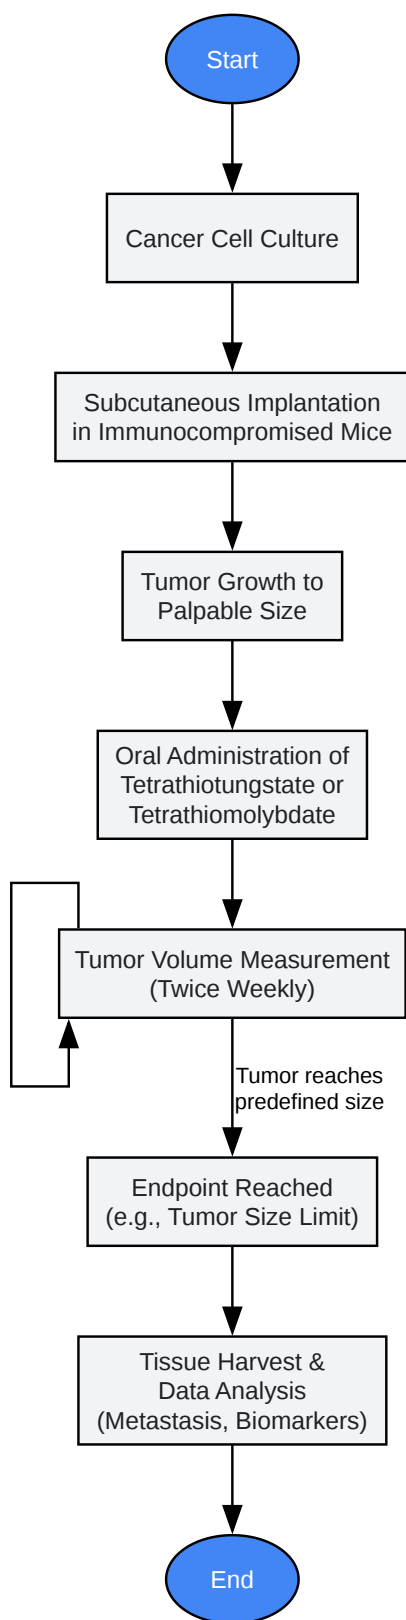 Start
Cancer Cell Culture
Subcutaneous Implantation
in Immunocompromised Mice
Tumor Growth to
Palpable Size
Oral Administration of
Tetrathiotungstate or
Tetrathiomolybdate
Tumor Volume Measurement
(Twice Weekly)
Tumor reaches
predefined size
Endpoint Reached
(e.g., Tumor Size Limit)
Tissue Harvest &
Data Analysis
(Metastasis, Biomarkers)
End